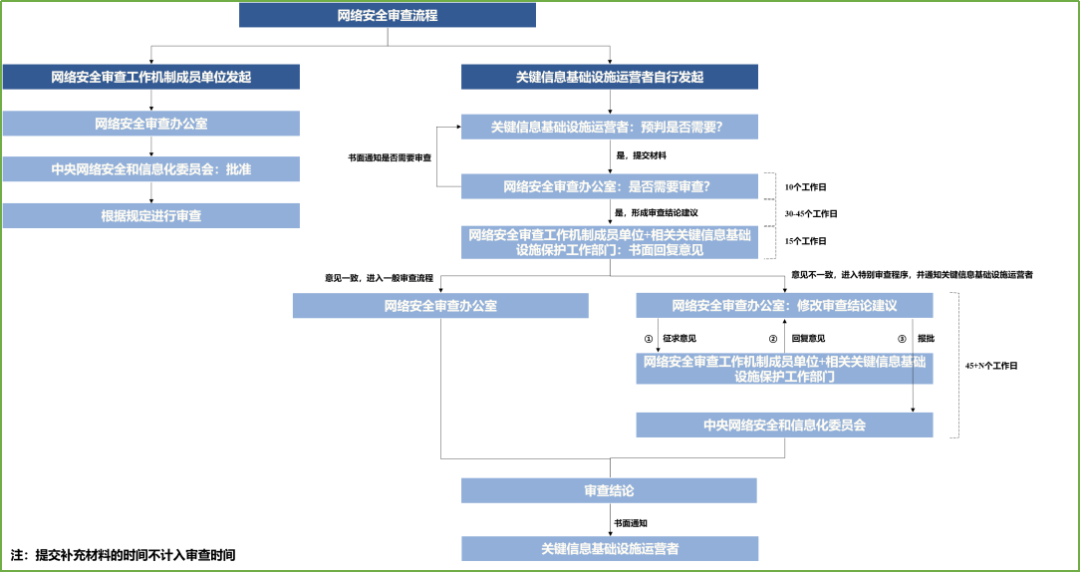 网络安全审查流程
网络安全审查工作机制成员单位发起
关键信息基础设施运营者自行发起
网络安全审查办公室
关键信息基础设施运营者：预判是否需要？
书面通知是否需要审查
是，提交材料
中央网络安全和信息化委员会：批准
网络安全审查办公室：是否需要审查？
10个工作日
根据规定进行审查
是，形成审查结论建议
30-45个工作日
网络安全审查工作机制成员单位+相关关键信息基础
设施保护工作部门：书面回复意见
15个工作日
意见一致，进入一般审查流程
意见不一致，进入特别审查程序，并通知关键信息基础设施运营者
网络安全审查办公室
网络安全审查办公室：修改审查结论建议
① 征求意见
② 回复意见
③ 报批
网络安全审查工作机制成员单位+相关关键信息基础
设施保护工作部门
45+N个工作日
中央网络安全和信息化委员会
审查结论
书面通知
关键信息基础设施运营者
注：提交补充材料的时间不计入审查时间